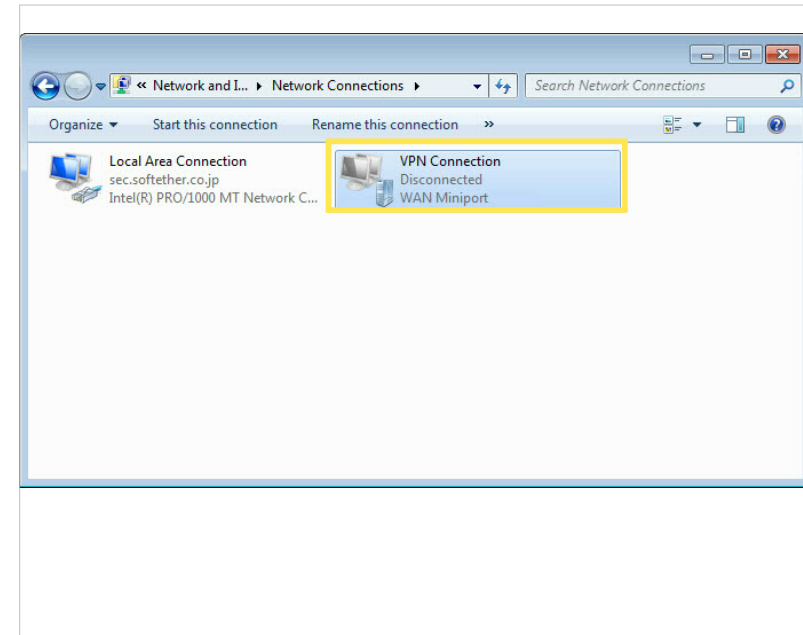 « Network and I... ▸ Network Connections ▸
Search Network Connections
Organize ▾ Start this connection Rename this connection »
Local Area Connection
sec.softether.co.jp
Intel(R) PRO/1000 MT Network C...
VPN Connection
Disconnected
WAN Miniport